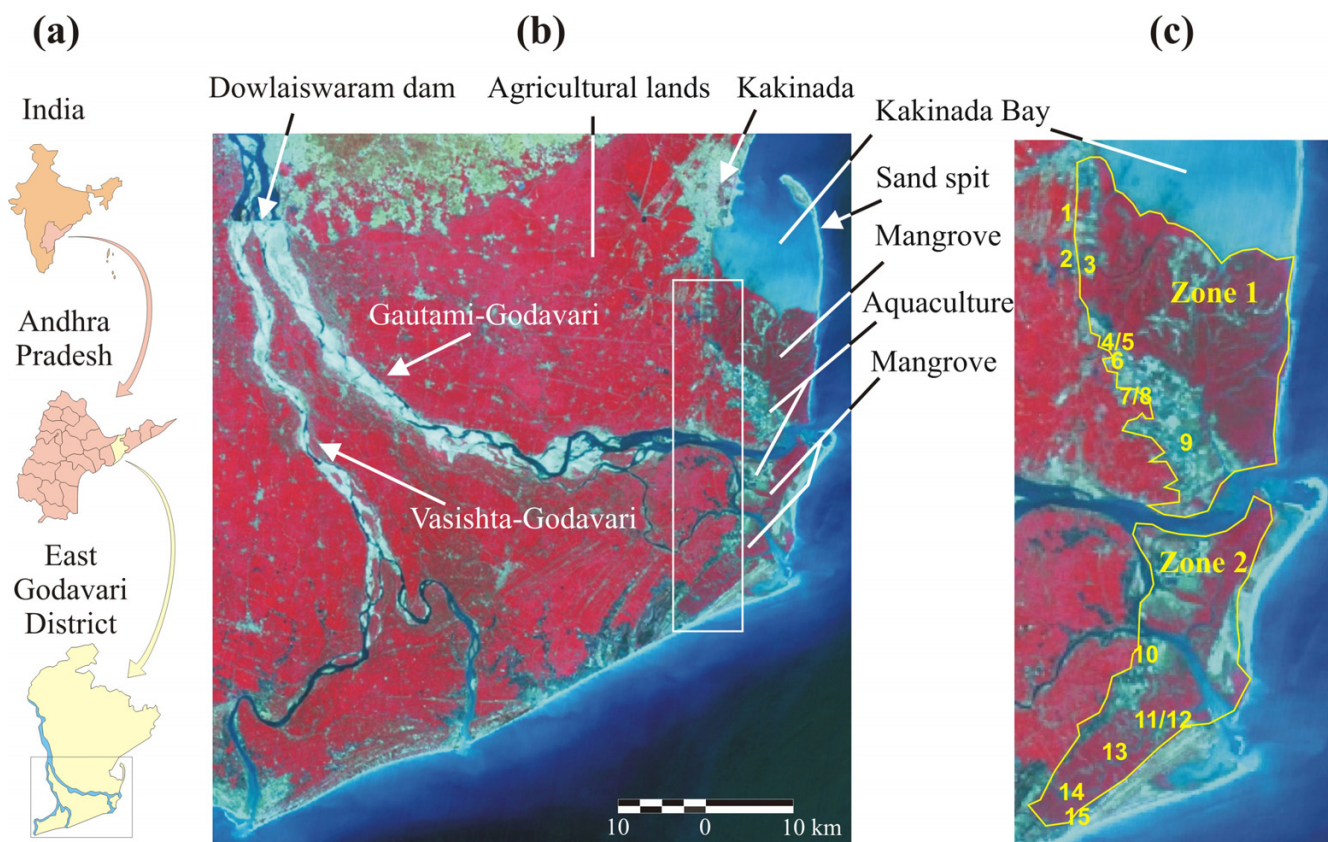 (a)
(b)
(c)
India
Andhra
Pradesh
East
Godavari
District
Dowlaiswaram dam
Agricultural lands
Kakinada
Kakinada Bay
Sand spit
Mangrove
Aquaculture
Mangrove
Gautami-Godavari
Vasishta-Godavari
10 0 10 km
1
2
3
Zone 1
4/5
6
7/8
9
Zone 2
10
11/12
13
14
15